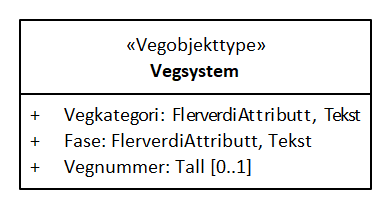 «Vegobjekttype»
Vegsystem
+ Vegkategori: FlerverdiAttributt, Tekst
+ Fase: FlerverdiAttributt, Tekst
+ Vegnummer: Tall [0..1]